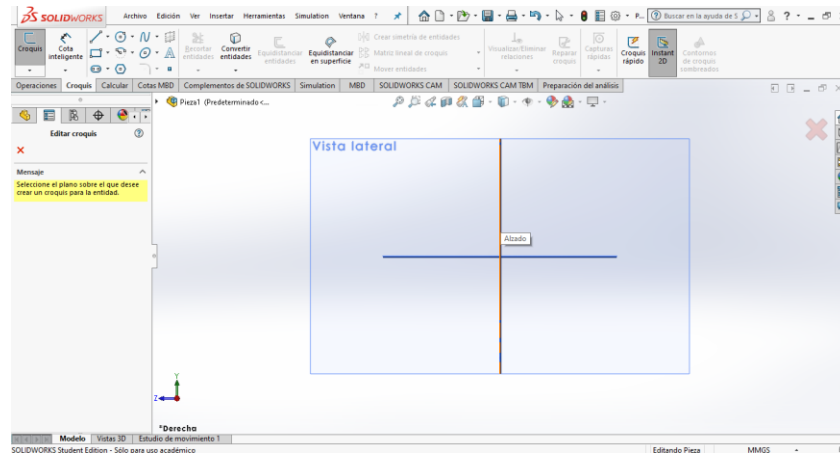 SOLIDWORKS
Archivo Edición Ver Insertar Herramientas Simulation Ventana ?
P... Buscar en la ayuda de S
Croquis
Cota inteligente
Recortar entidades
Convertir entidades
Equidistanciar entidades
Equidistanciar en superficie
Crear simetría de entidades
Matriz lineal de croquis
Mover entidades
Visualizar/Eliminar relaciones
Reparar croquis
Capturas rápidas
Croquis rápido
Instant 2D
Contornos de croquis sombreados
Operaciones Croquis Calcular Cotas MBD Complementos de SOLIDWORKS Simulation MBD SOLIDWORKS CAM SOLIDWORKS CAM TBM Preparación del análisis
Pieza1 (Predeterminado<...
Editar croquis
Mensaje
Seleccione el plano sobre el que desee
crear un croquis para la entidad.
Vista lateral
Alzado
Y
Z
*Derecha
Modelo Vistas 3D Estudio de movimiento 1
SOLIDWORKS Student Edition - Sólo para uso académico
Editando Pieza MMGS